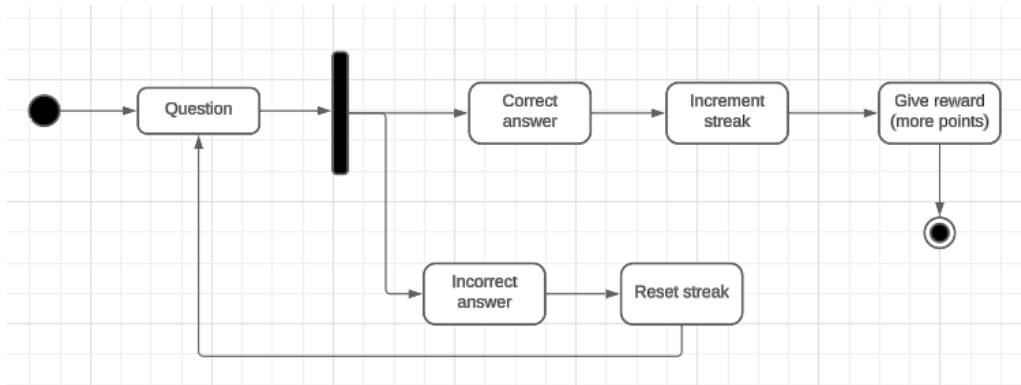 Question
Correct
answer
Increment
streak
Give reward
(more points)
Incorrect
answer
Reset streak